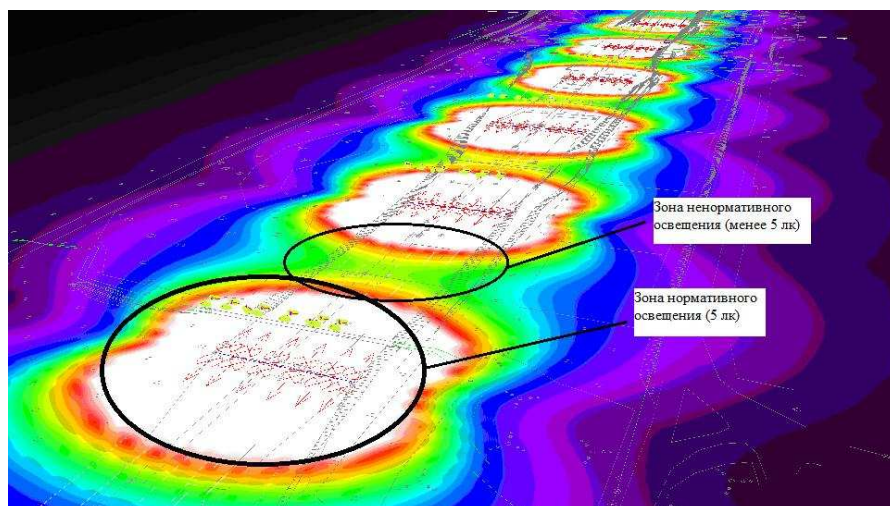 Зона ненормативного
освещения (менее 5 лк)
Зона нормативного
освещения (5 лк)